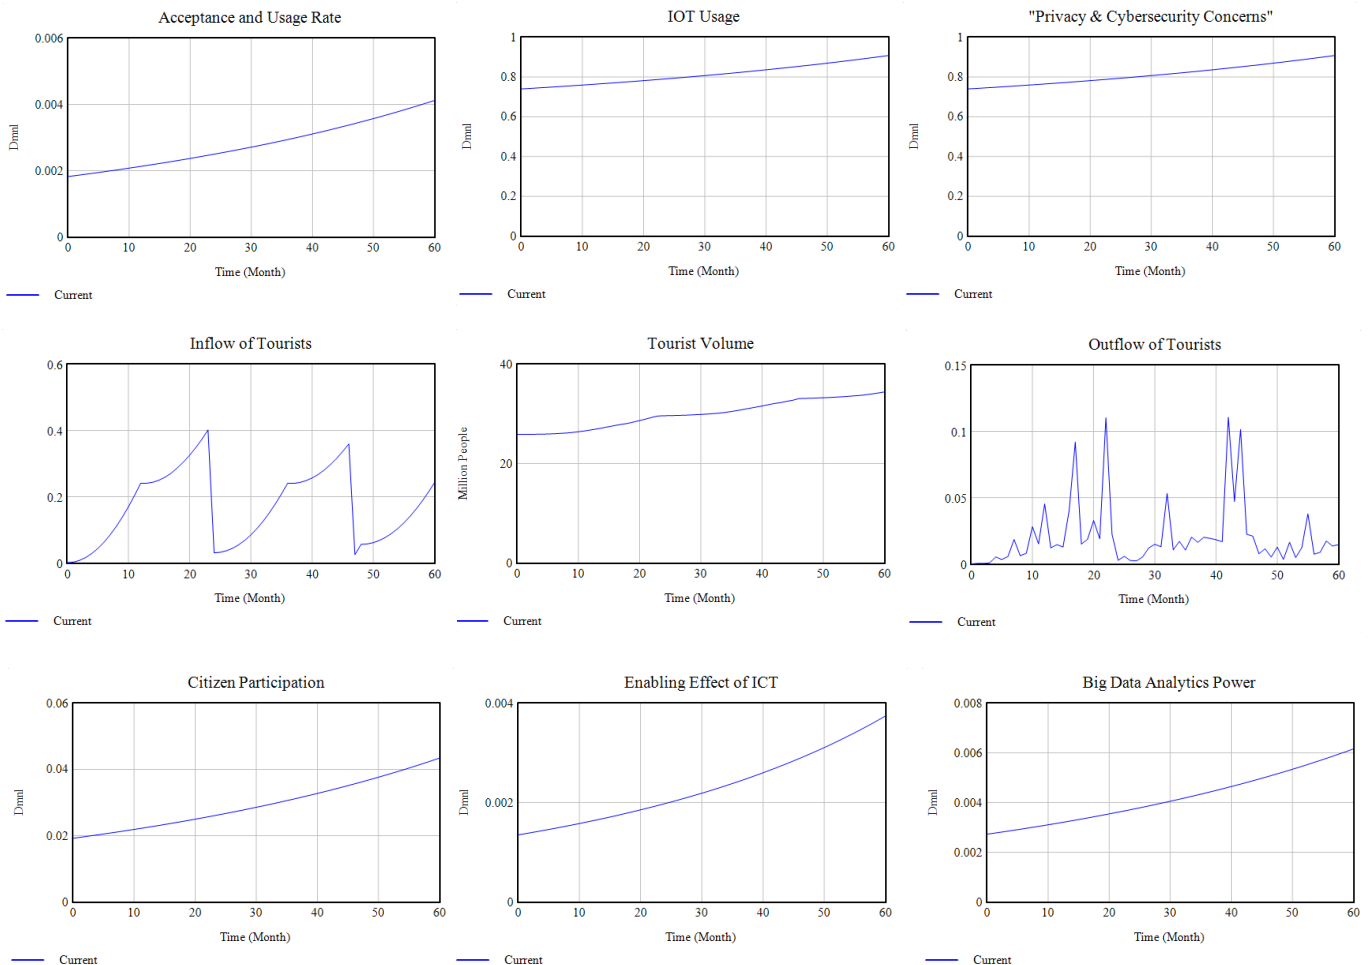 Acceptance and Usage Rate
0.006
0.004
0.002
0
Dmnl
0 10 20 30 40 50 60
Time (Month)
Current
IOT Usage
1
0.8
0.6
0.4
0.2
0
Dmnl
0 10 20 30 40 50 60
Time (Month)
Current
"Privacy & Cybersecurity Concerns"
1
0.8
0.6
0.4
0.2
0
Dmnl
0 10 20 30 40 50 60
Time (Month)
Current
Inflow of Tourists
0.6
0.4
0.2
0
0 10 20 30 40 50 60
Time (Month)
Current
Tourist Volume
40
20
0
Million People
0 10 20 30 40 50 60
Time (Month)
Current
Outflow of Tourists
0.15
0.1
0.05
0
0 10 20 30 40 50 60
Time (Month)
Current
Citizen Participation
0.06
0.04
0.02
0
Dmnl
0 10 20 30 40 50 60
Time (Month)
Current
Enabling Effect of ICT
0.004
0.002
0
Dmnl
0 10 20 30 40 50 60
Time (Month)
Current
Big Data Analytics Power
0.008
0.006
0.004
0.002
0
Dmnl
0 10 20 30 40 50 60
Time (Month)
Current